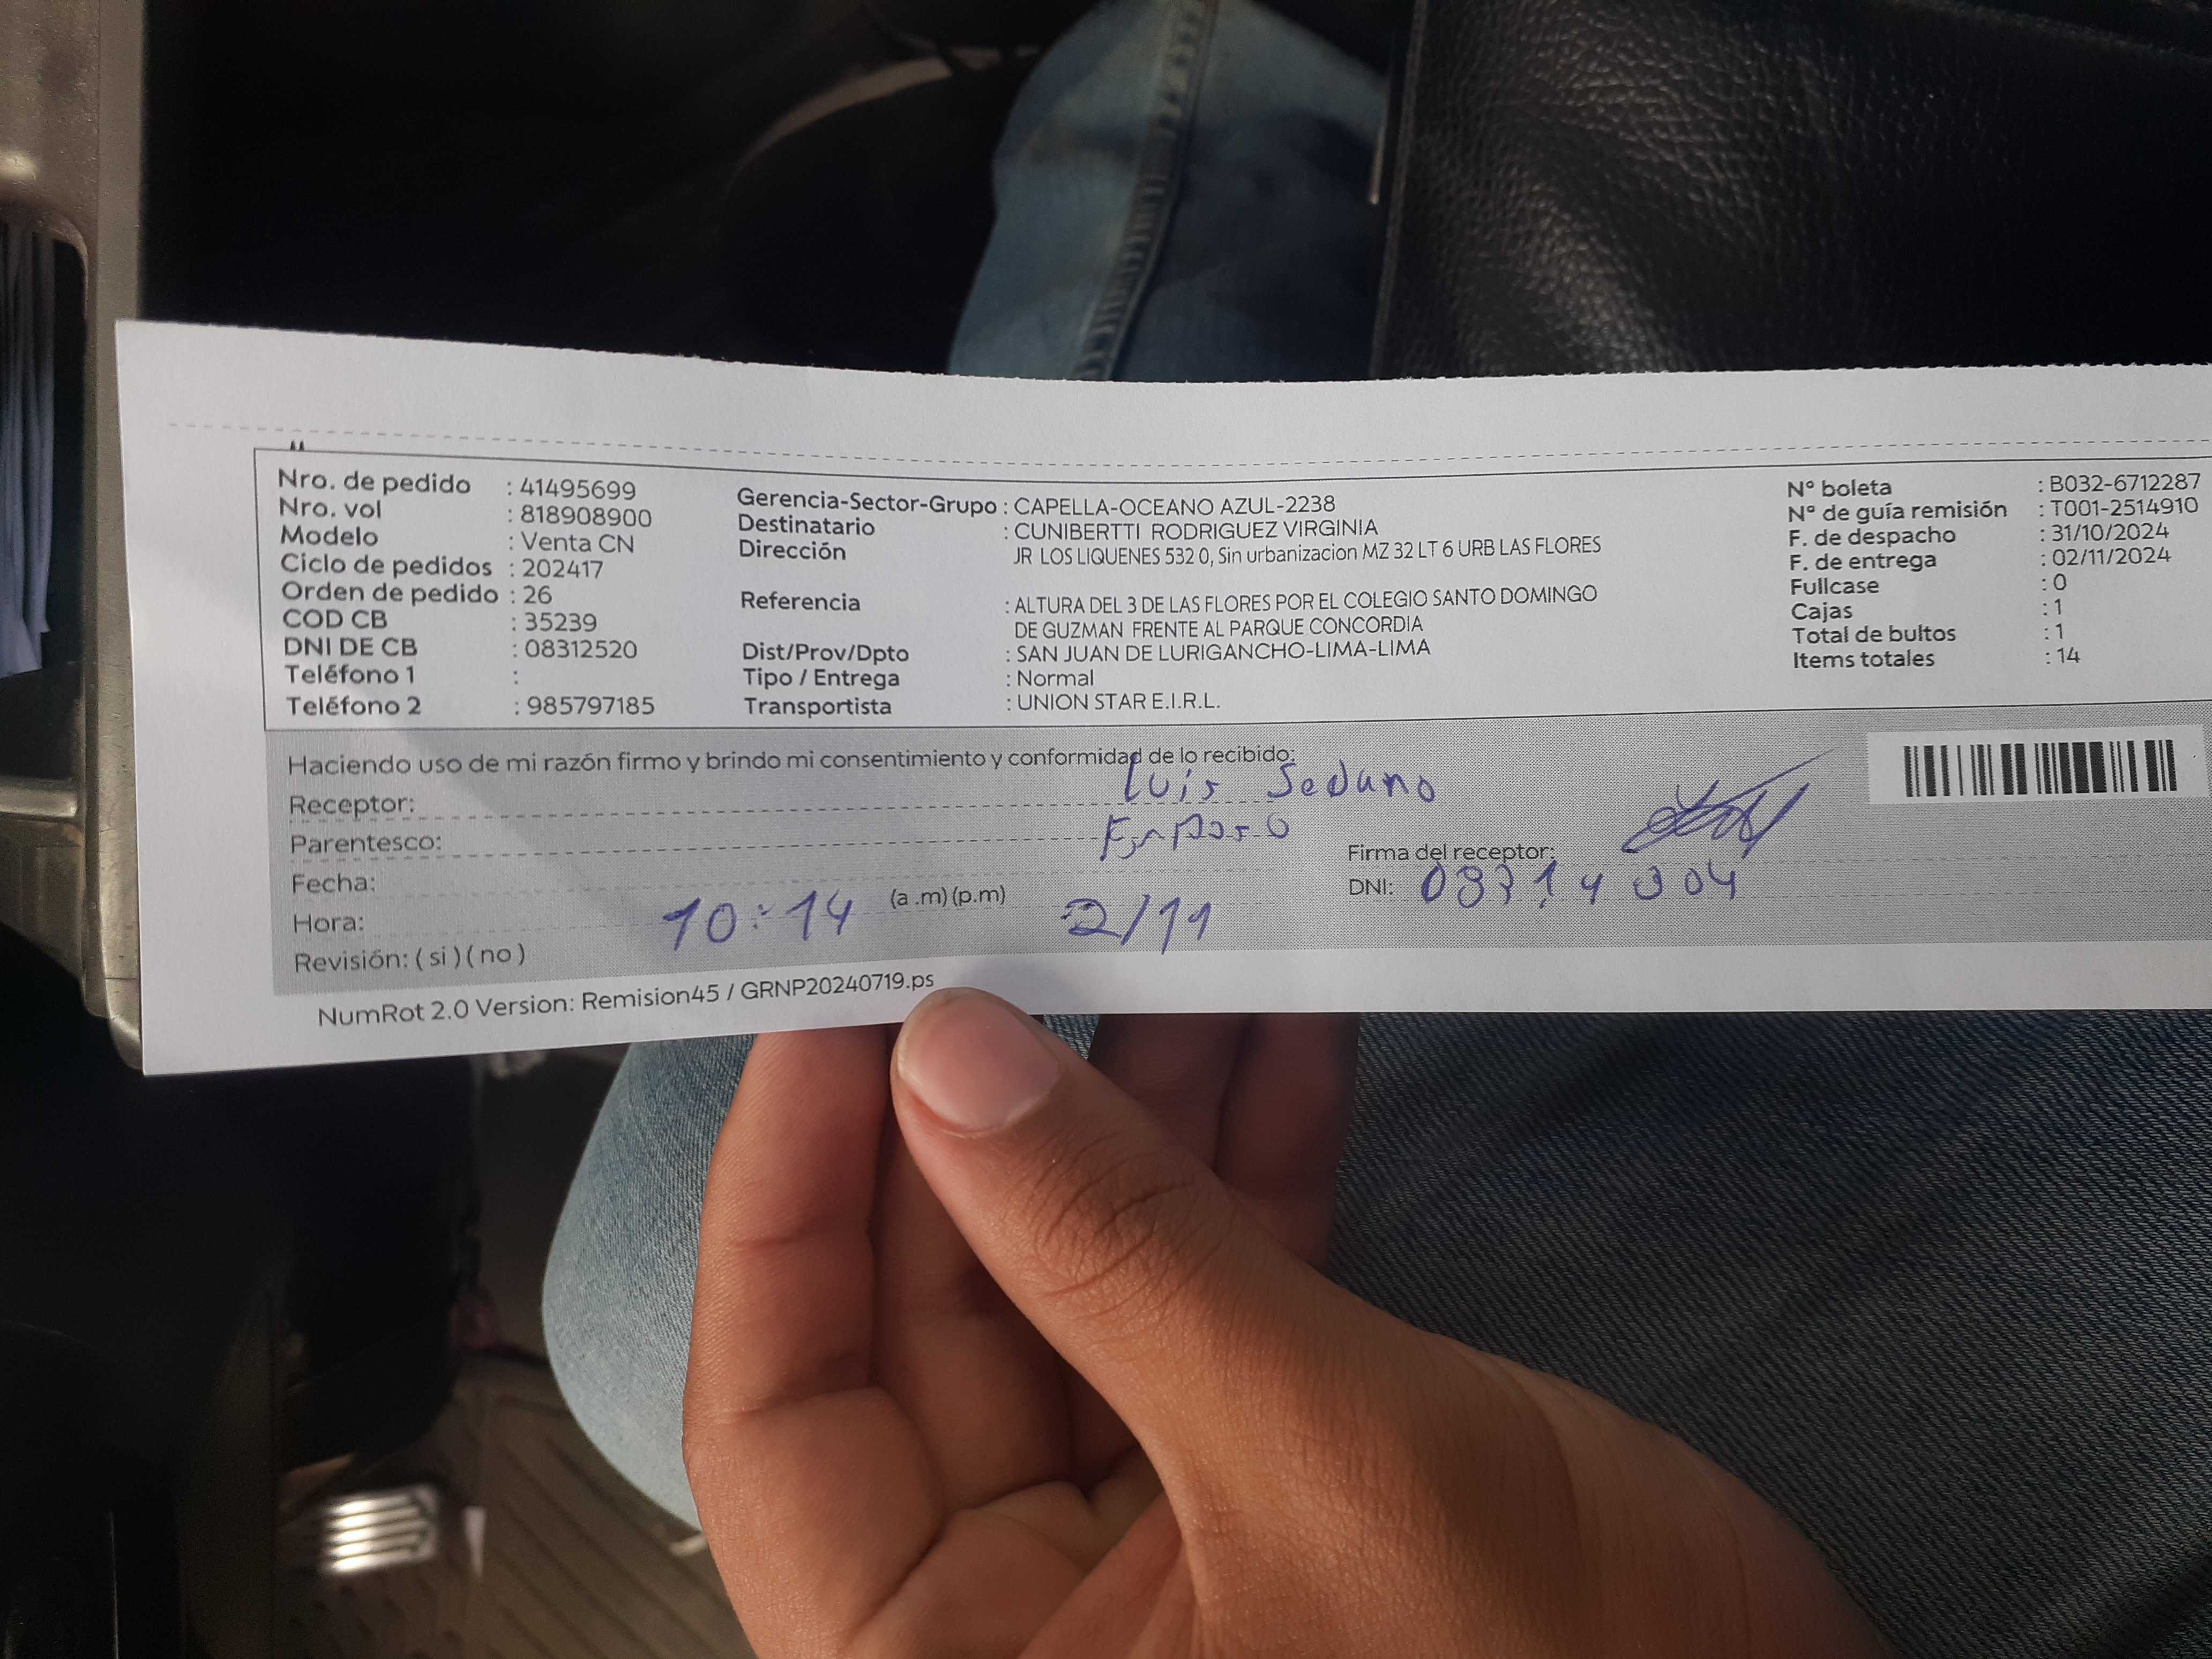 Nro. de pedido : 41495699
Nro. vol : 818908900
Modelo : Venta CN
Ciclo de pedidos : 202417
Orden de pedido : 26
COD CB : 35239
DNI DE CB : 08312520
Teléfono 1 :
Teléfono 2 : 985797185
Gerencia-Sector-Grupo : CAPELLA-OCEANO AZUL-2238
Destinatario : CUNIBERTTI RODRIGUEZ VIRGINIA
Dirección JR LOS LIQUENES 532 0, Sin urbanizacion MZ 32 LT 6 URB LAS FLORES
Referencia : ALTURA DEL 3 DE LAS FLORES POR EL COLEGIO SANTO DOMINGO
DE GUZMAN FRENTE AL PARQUE CONCORDIA
Dist/Prov/Dpto : SAN JUAN DE LURIGANCHO-LIMA-LIMA
Tipo / Entrega : Normal
Transportista : UNION STAR E.I.R.L.
N° boleta : B032-6712287
N° de guía remisión : T001-2514910
F. de despacho : 31/10/2024
F. de entrega : 02/11/2024
Fullcase : 0
Cajas : 1
Total de bultos : 1
Items totales : 14
Haciendo uso de mi razón firmo y brindo mi consentimiento y conformidad de lo recibido:
Receptor: Luis Sedano
Parentesco:
Fecha:
Hora: 10:14 (a .m) (p.m) 2/11
Revisión: ( si ) ( no )
Firma del receptor:
DNI:
NumRot 2.0 Version: Remision45 / GRNP20240719.ps